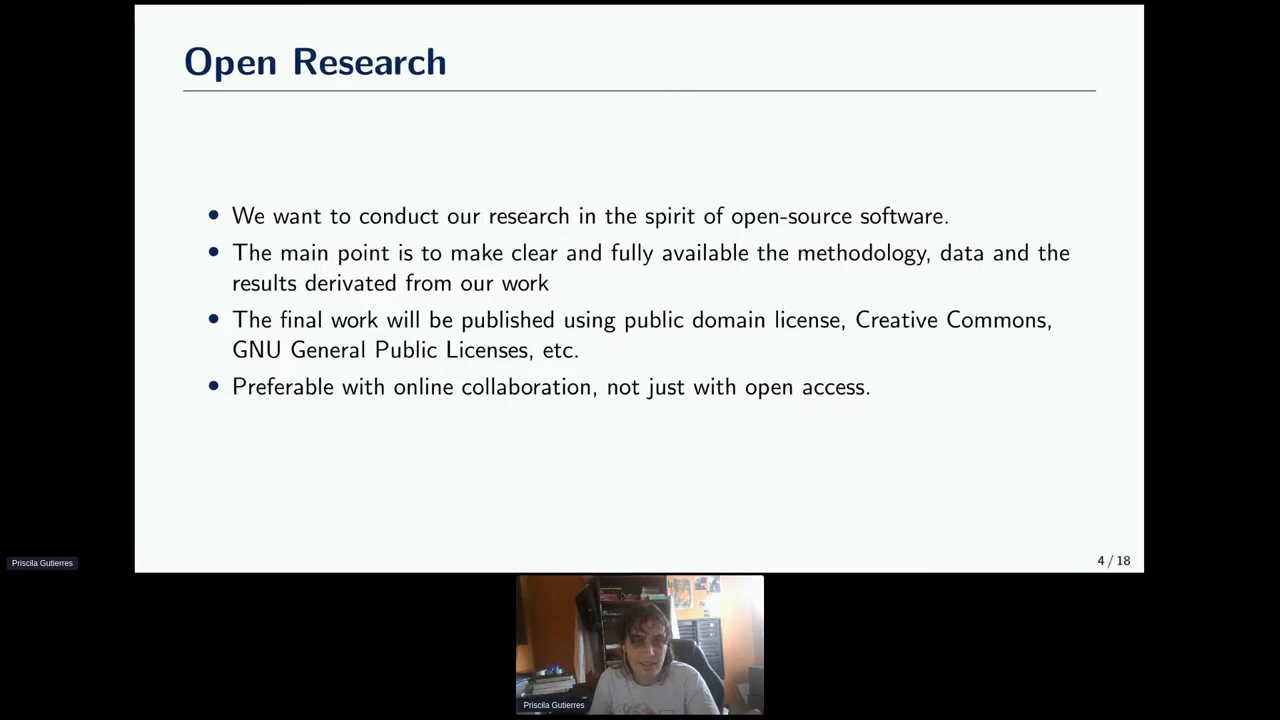 Open Research
We want to conduct our research in the spirit of open-source software.
The main point is to make clear and fully available the methodology, data and the
results derivated from our work
The final work will be published using public domain license, Creative Commons,
GNU General Public Licenses, etc.
Preferable with online collaboration, not just with open access.
4 / 18
Priscila Gutierres
Priscila Gutierres